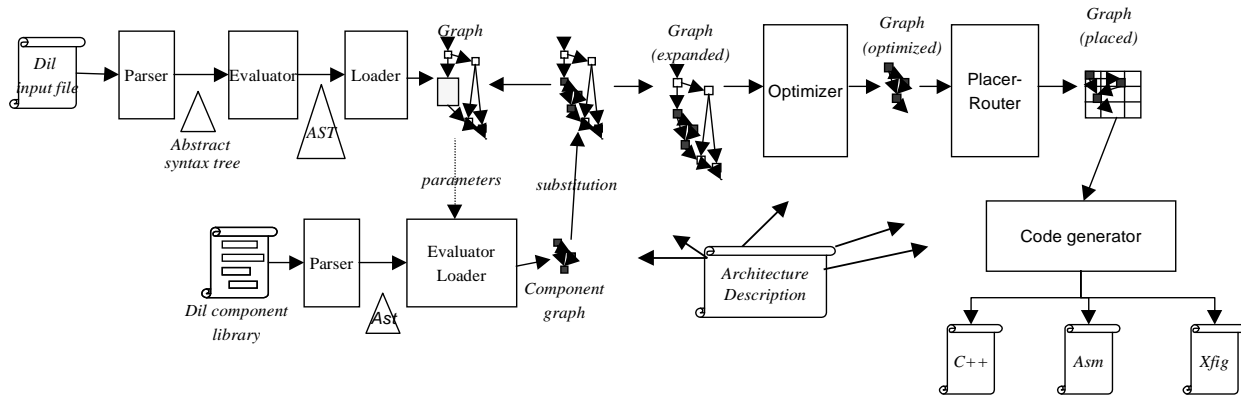 Graph
Graph
(expanded)
Graph
(optimized)
Graph
(placed)
Dil
input file
Parser
Evaluator
Loader
Optimizer
Placer-
Router
AST
Abstract
syntax tree
parameters
substitution
Parser
Evaluator
Loader
Ast
Dil component
library
Component
graph
Architecture
Description
Code generator
C++
Asm
Xfig